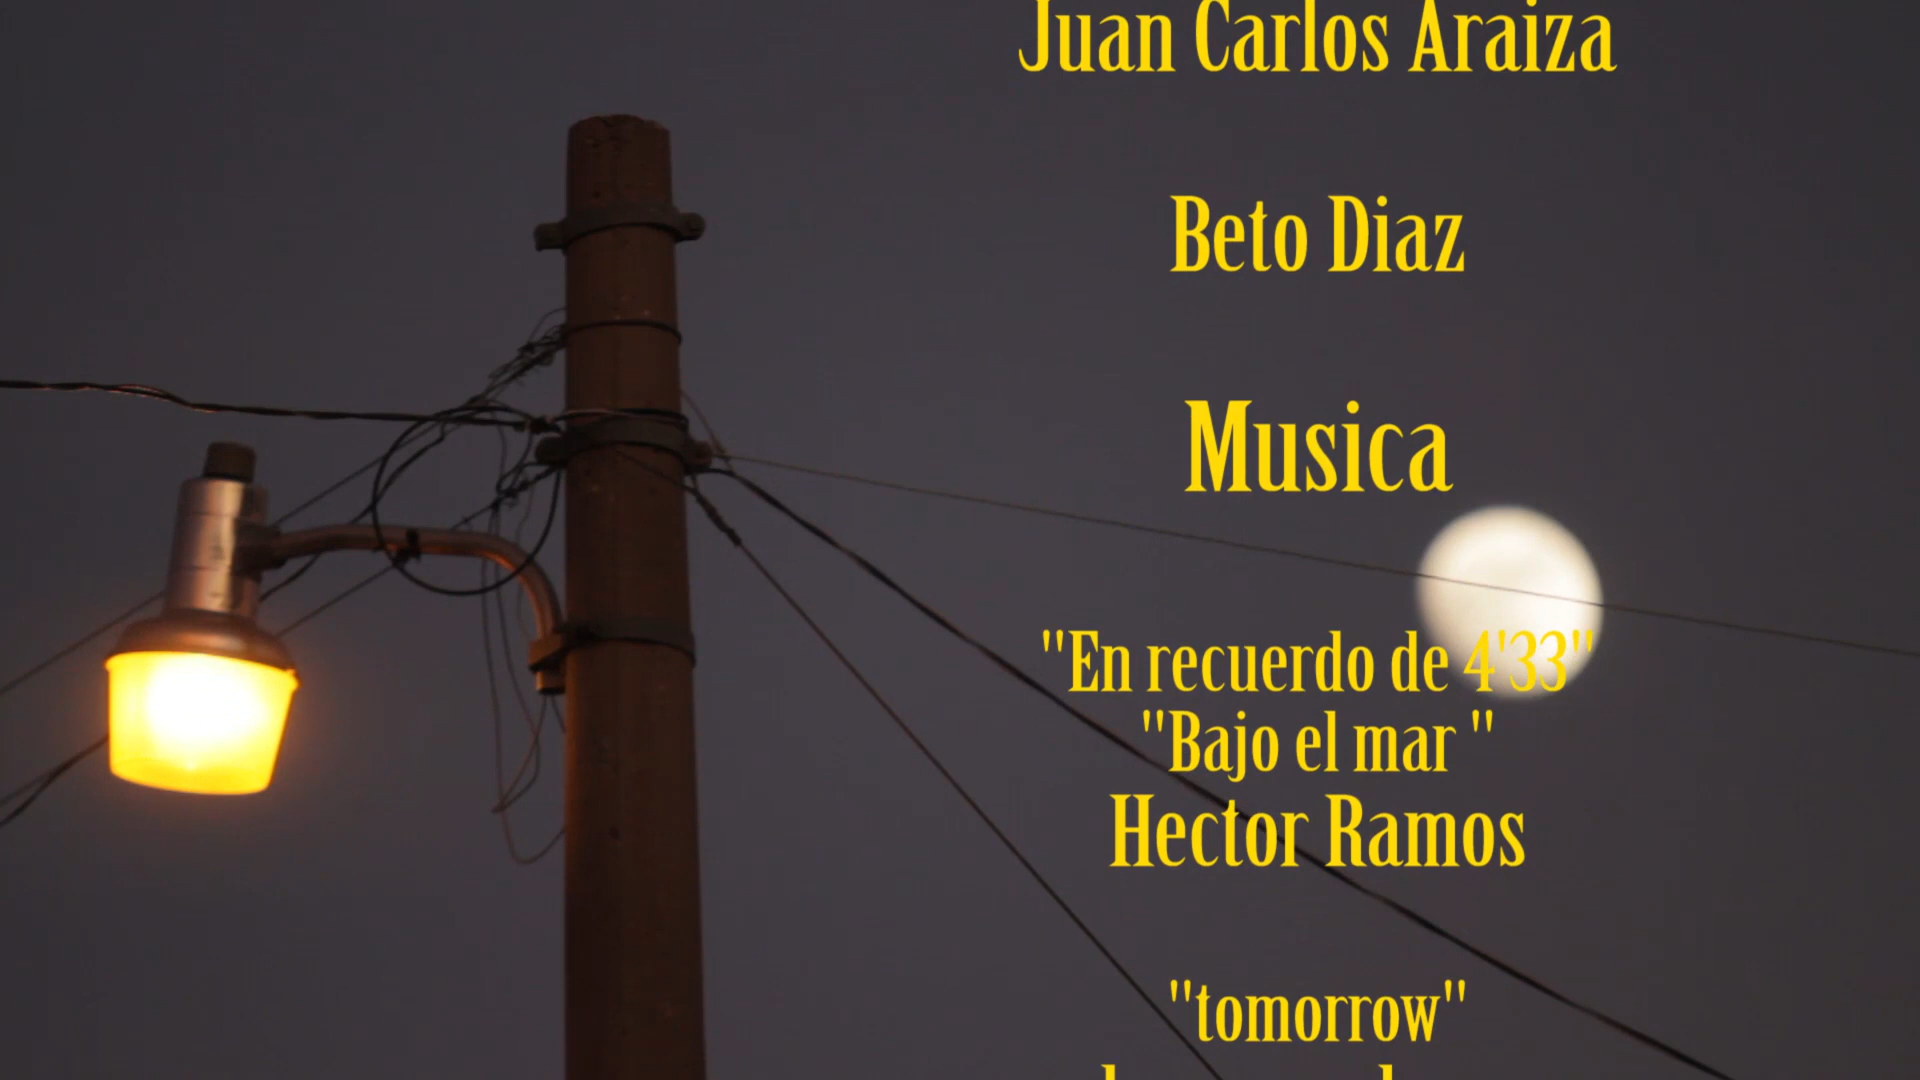 Juan Carlos Araiza
Beto Diaz
Musica
"En recuerdo de 4'33"
"Bajo el mar "
Hector Ramos
"tomorrow"